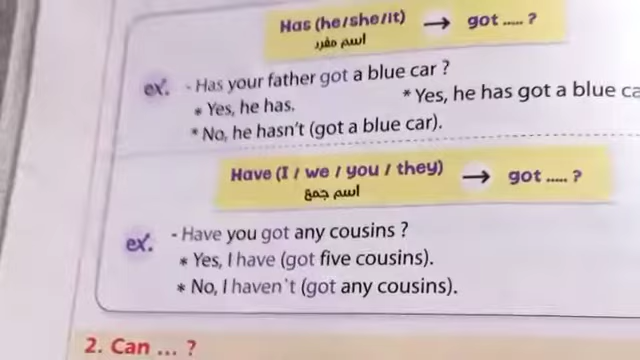 Has (he/she/it) → got ..... ?
اسم مفرد
ex. - Has your father got a blue car ?
* Yes, he has. * Yes, he has got a blue
* No, he hasn't (got a blue car).
Have (I / we / you / they) → got ..... ?
اسم جمع
ex. - Have you got any cousins ?
* Yes, I have (got five cousins).
* No, I haven't (got any cousins).
2. Can ... ?